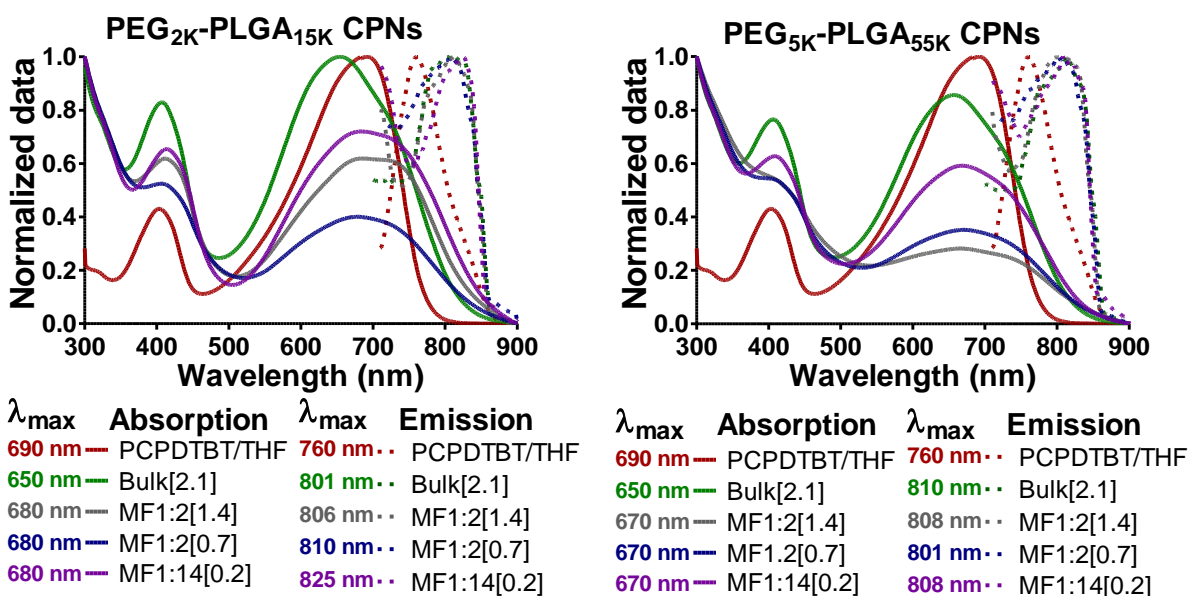 PEG2K-PLGA15K CPNs
Normalized data
1.0
0.8
0.6
0.4
0.2
0.0
300 400 500 600 700 800 900
Wavelength (nm)
λmax Absorption λmax Emission
690 nm PCPDTBT/THF 760 nm PCPDTBT/THF
650 nm Bulk[2.1] 801 nm Bulk[2.1]
680 nm MF1:2[1.4] 806 nm MF1:2[1.4]
680 nm MF1:2[0.7] 810 nm MF1:2[0.7]
680 nm MF1:14[0.2] 825 nm MF1:14[0.2]
PEG5K-PLGA55K CPNs
Normalized data
1.0
0.8
0.6
0.4
0.2
0.0
300 400 500 600 700 800 900
Wavelength (nm)
λmax Absorption λmax Emission
690 nm PCPDTBT/THF 760 nm PCPDTBT/THF
650 nm Bulk[2.1] 810 nm Bulk[2.1]
670 nm MF1:2[1.4] 808 nm MF1:2[1.4]
670 nm MF1.2[0.7] 801 nm MF1:2[0.7]
670 nm MF1:14[0.2] 808 nm MF1:14[0.2]